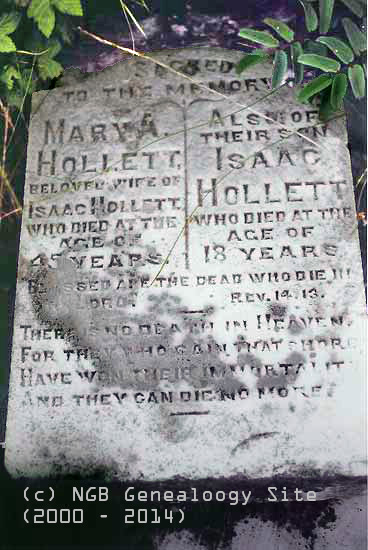 SACRED
TO THE MEMORY OF
MARY A.
HOLLETT,
BELOVED WIFE OF
ISAAC HOLLETT,
WHO DIED AT THE
AGE OF
45 YEARS.
ALSO OF
THEIR SON
ISAAC
HOLLETT
WHO DIED AT THE
AGE OF
18 YEARS
BLESSED ARE THE DEAD WHO DIE IN
LORD. REV. 14. 13.
THERE IS NO DEATH IN HEAVEN,
FOR THEY WHO GAIN THAT SHORE
HAVE WON THEIR IMMORTALITY
AND THEY CAN DIE NO MORE.
(c) NGB Genealoogy Site
(2000 - 2014)